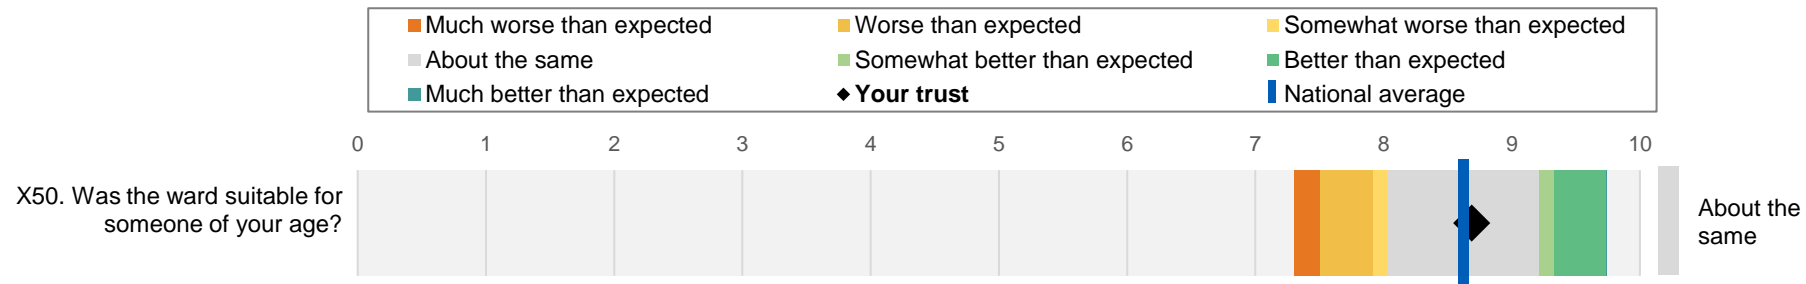 Much worse than expected
Worse than expected
Somewhat worse than expected
About the same
Somewhat better than expected
Better than expected
Much better than expected
Your trust
National average
0 1 2 3 4 5 6 7 8 9 10
X50. Was the ward suitable for
someone of your age?
About the
same